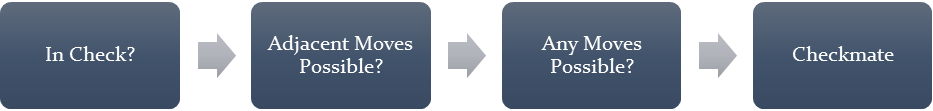 In Check?
Adjacent Moves
Possible?
Any Moves
Possible?
Checkmate